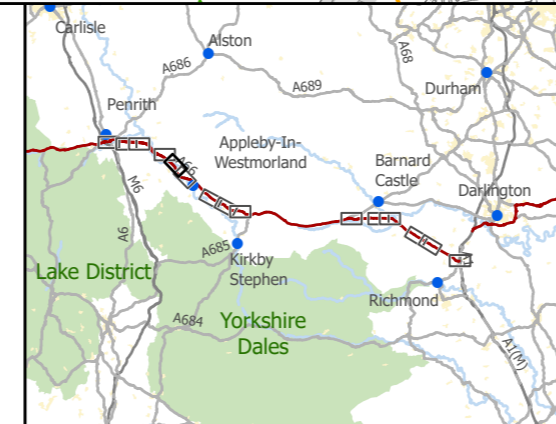 Carlisle
Alston
A68
A686
A689
Durham
Penrith
Appleby-In-
Westmorland
A66
Barnard
Castle
Darlington
M6
A6
A685
Kirkby
Stephen
Lake District
Richmond
A684
Yorkshire
Dales
A1(M)